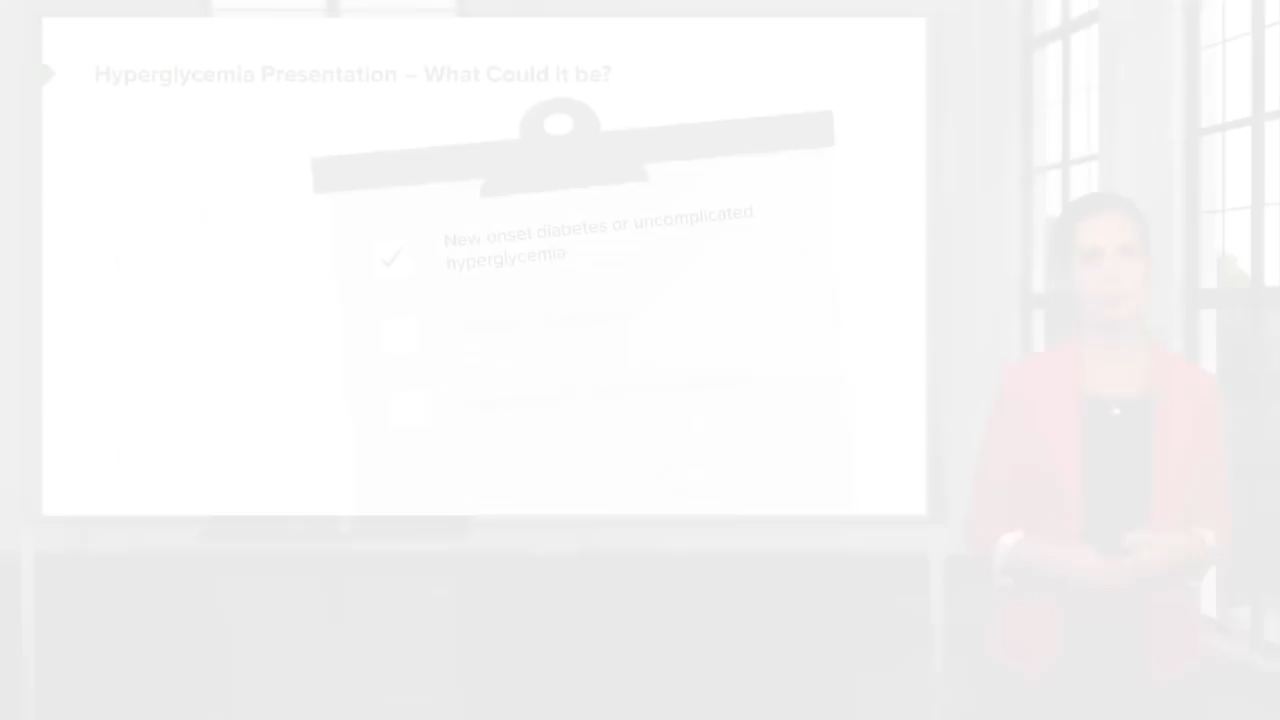 Hyperglycemia Presentation – What Could it be?
New onset diabetes or uncomplicated
hyperglycemia